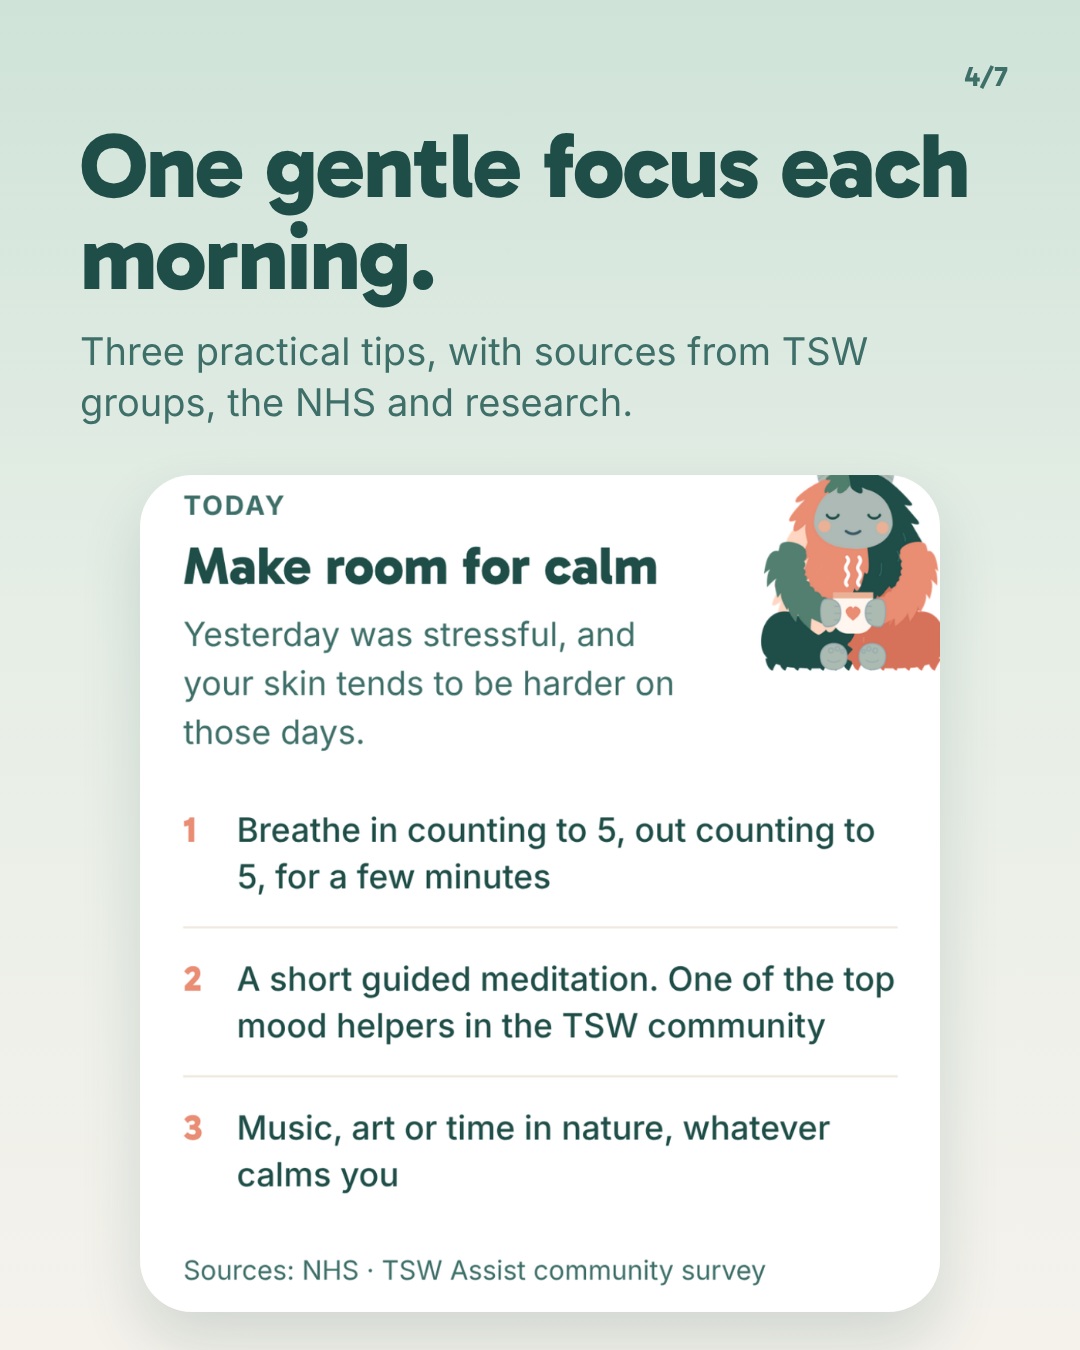 4/7
One gentle focus each
morning.
Three practical tips, with sources from TSW
groups, the NHS and research.
TODAY
Make room for calm
Yesterday was stressful, and
your skin tends to be harder on
those days.
1 Breathe in counting to 5, out counting to
5, for a few minutes
2 A short guided meditation. One of the top
mood helpers in the TSW community
3 Music, art or time in nature, whatever
calms you
Sources: NHS · TSW Assist community survey